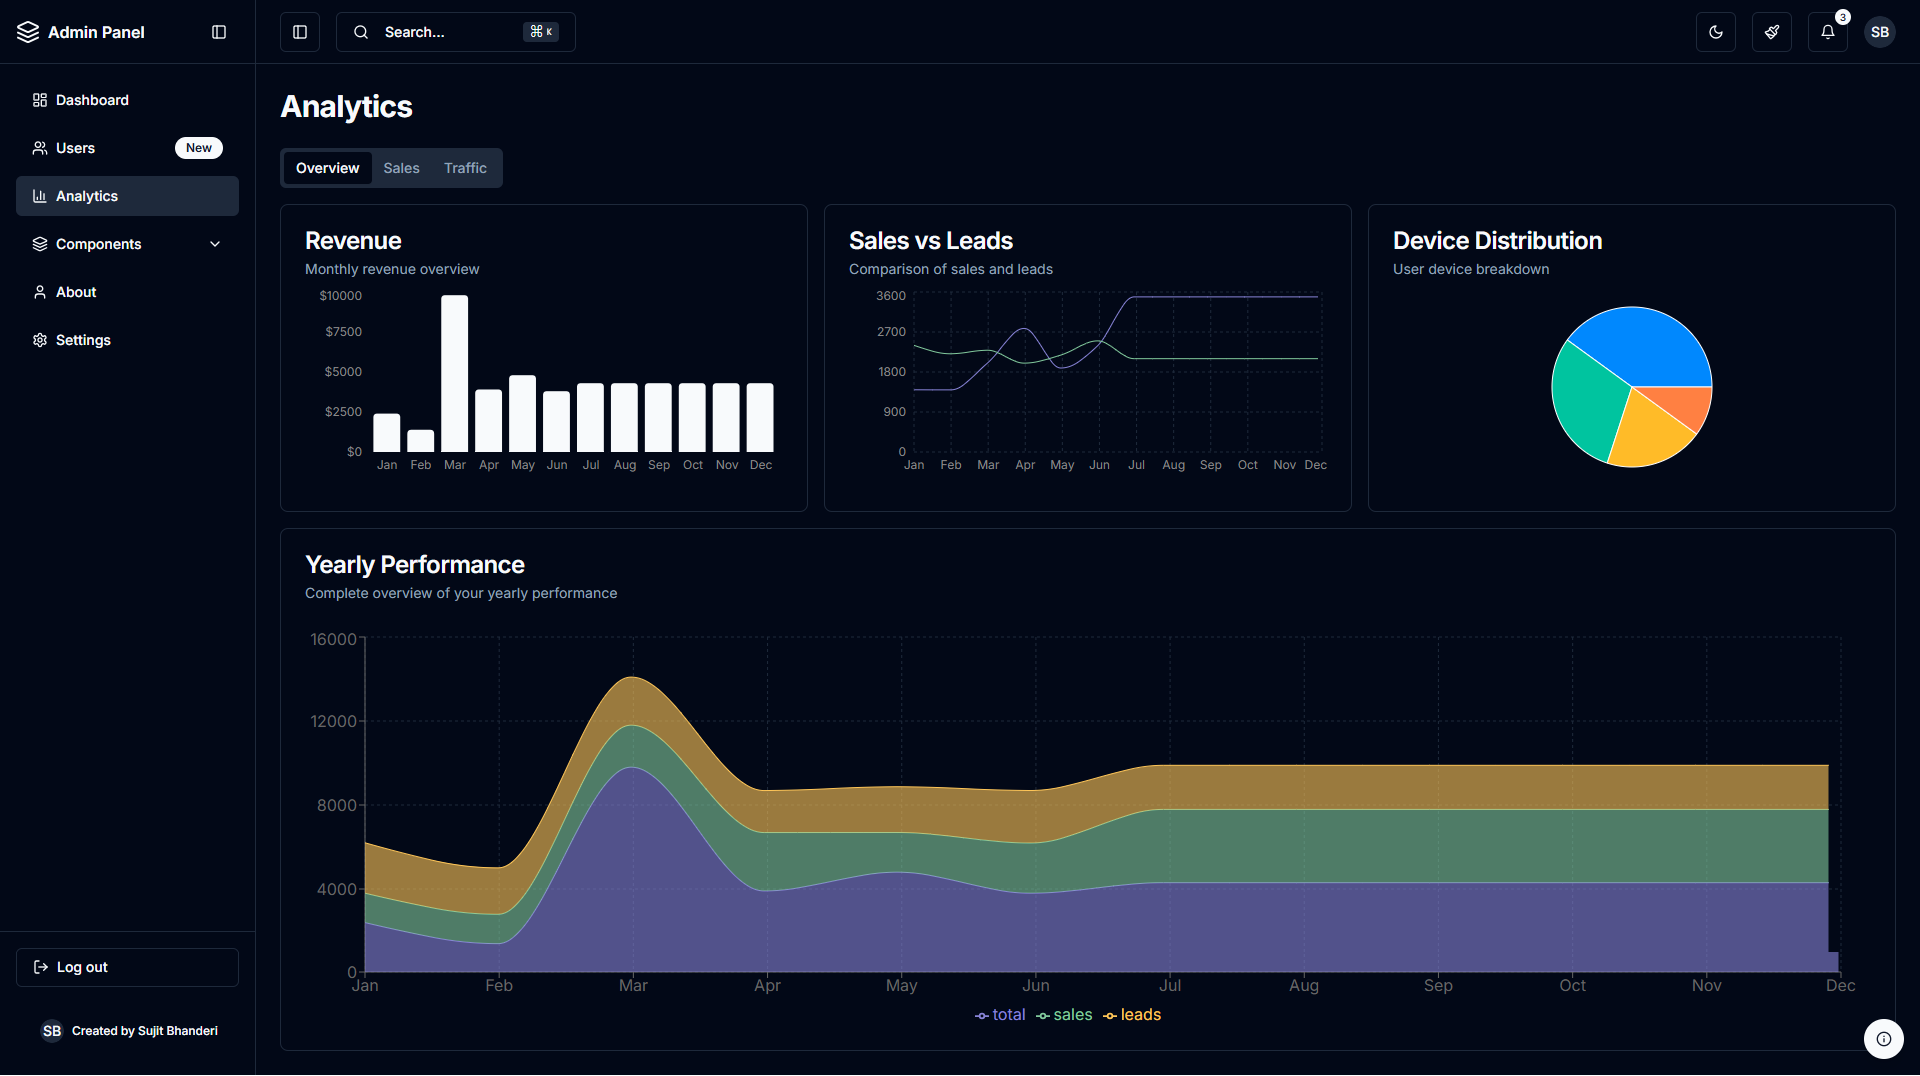 Admin Panel
Search...
⌘ K
3
SB
Dashboard
Users
New
Analytics
Components
About
Settings
Log out
SB
Created by Sujit Bhanderi
Analytics
Overview
Sales
Traffic
Revenue
Monthly revenue overview
$10000
$7500
$5000
$2500
$0
Jan Feb Mar Apr May Jun Jul Aug Sep Oct Nov Dec
Sales vs Leads
Comparison of sales and leads
3600
2700
1800
900
0
Jan Feb Mar Apr May Jun Jul Aug Sep Oct Nov Dec
Device Distribution
User device breakdown
Yearly Performance
Complete overview of your yearly performance
16000
12000
8000
4000
0
Jan Feb Mar Apr May Jun Jul Aug Sep Oct Nov Dec
total sales leads